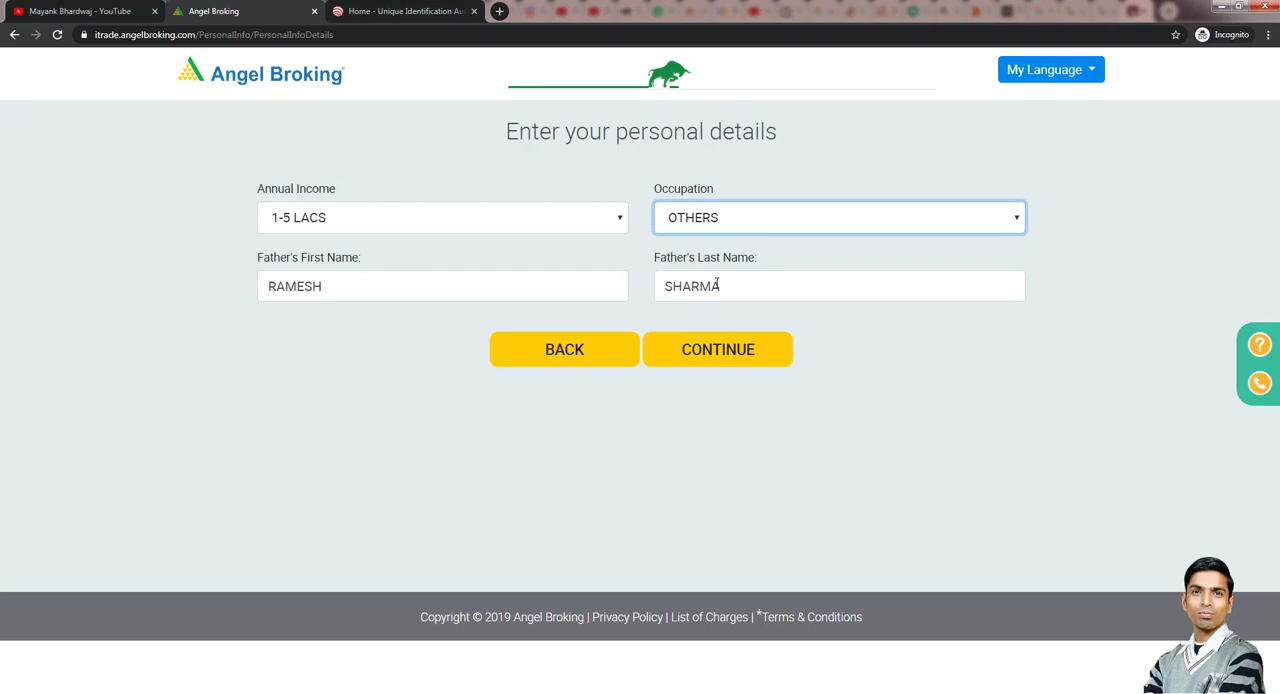 Mayank Bhardwaj - YouTube
Angel Broking
Home - Unique Identification Au
itrade.angelbroking.com/PersonalInfo/PersonalInfoDetails
Incognito
Angel Broking
My Language
Enter your personal details
Annual Income
Occupation
1-5 LACS
OTHERS
Father's First Name:
Father's Last Name:
RAMESH
SHARMA
BACK
CONTINUE
?
Copyright © 2019 Angel Broking | Privacy Policy | List of Charges | *Terms & Conditions